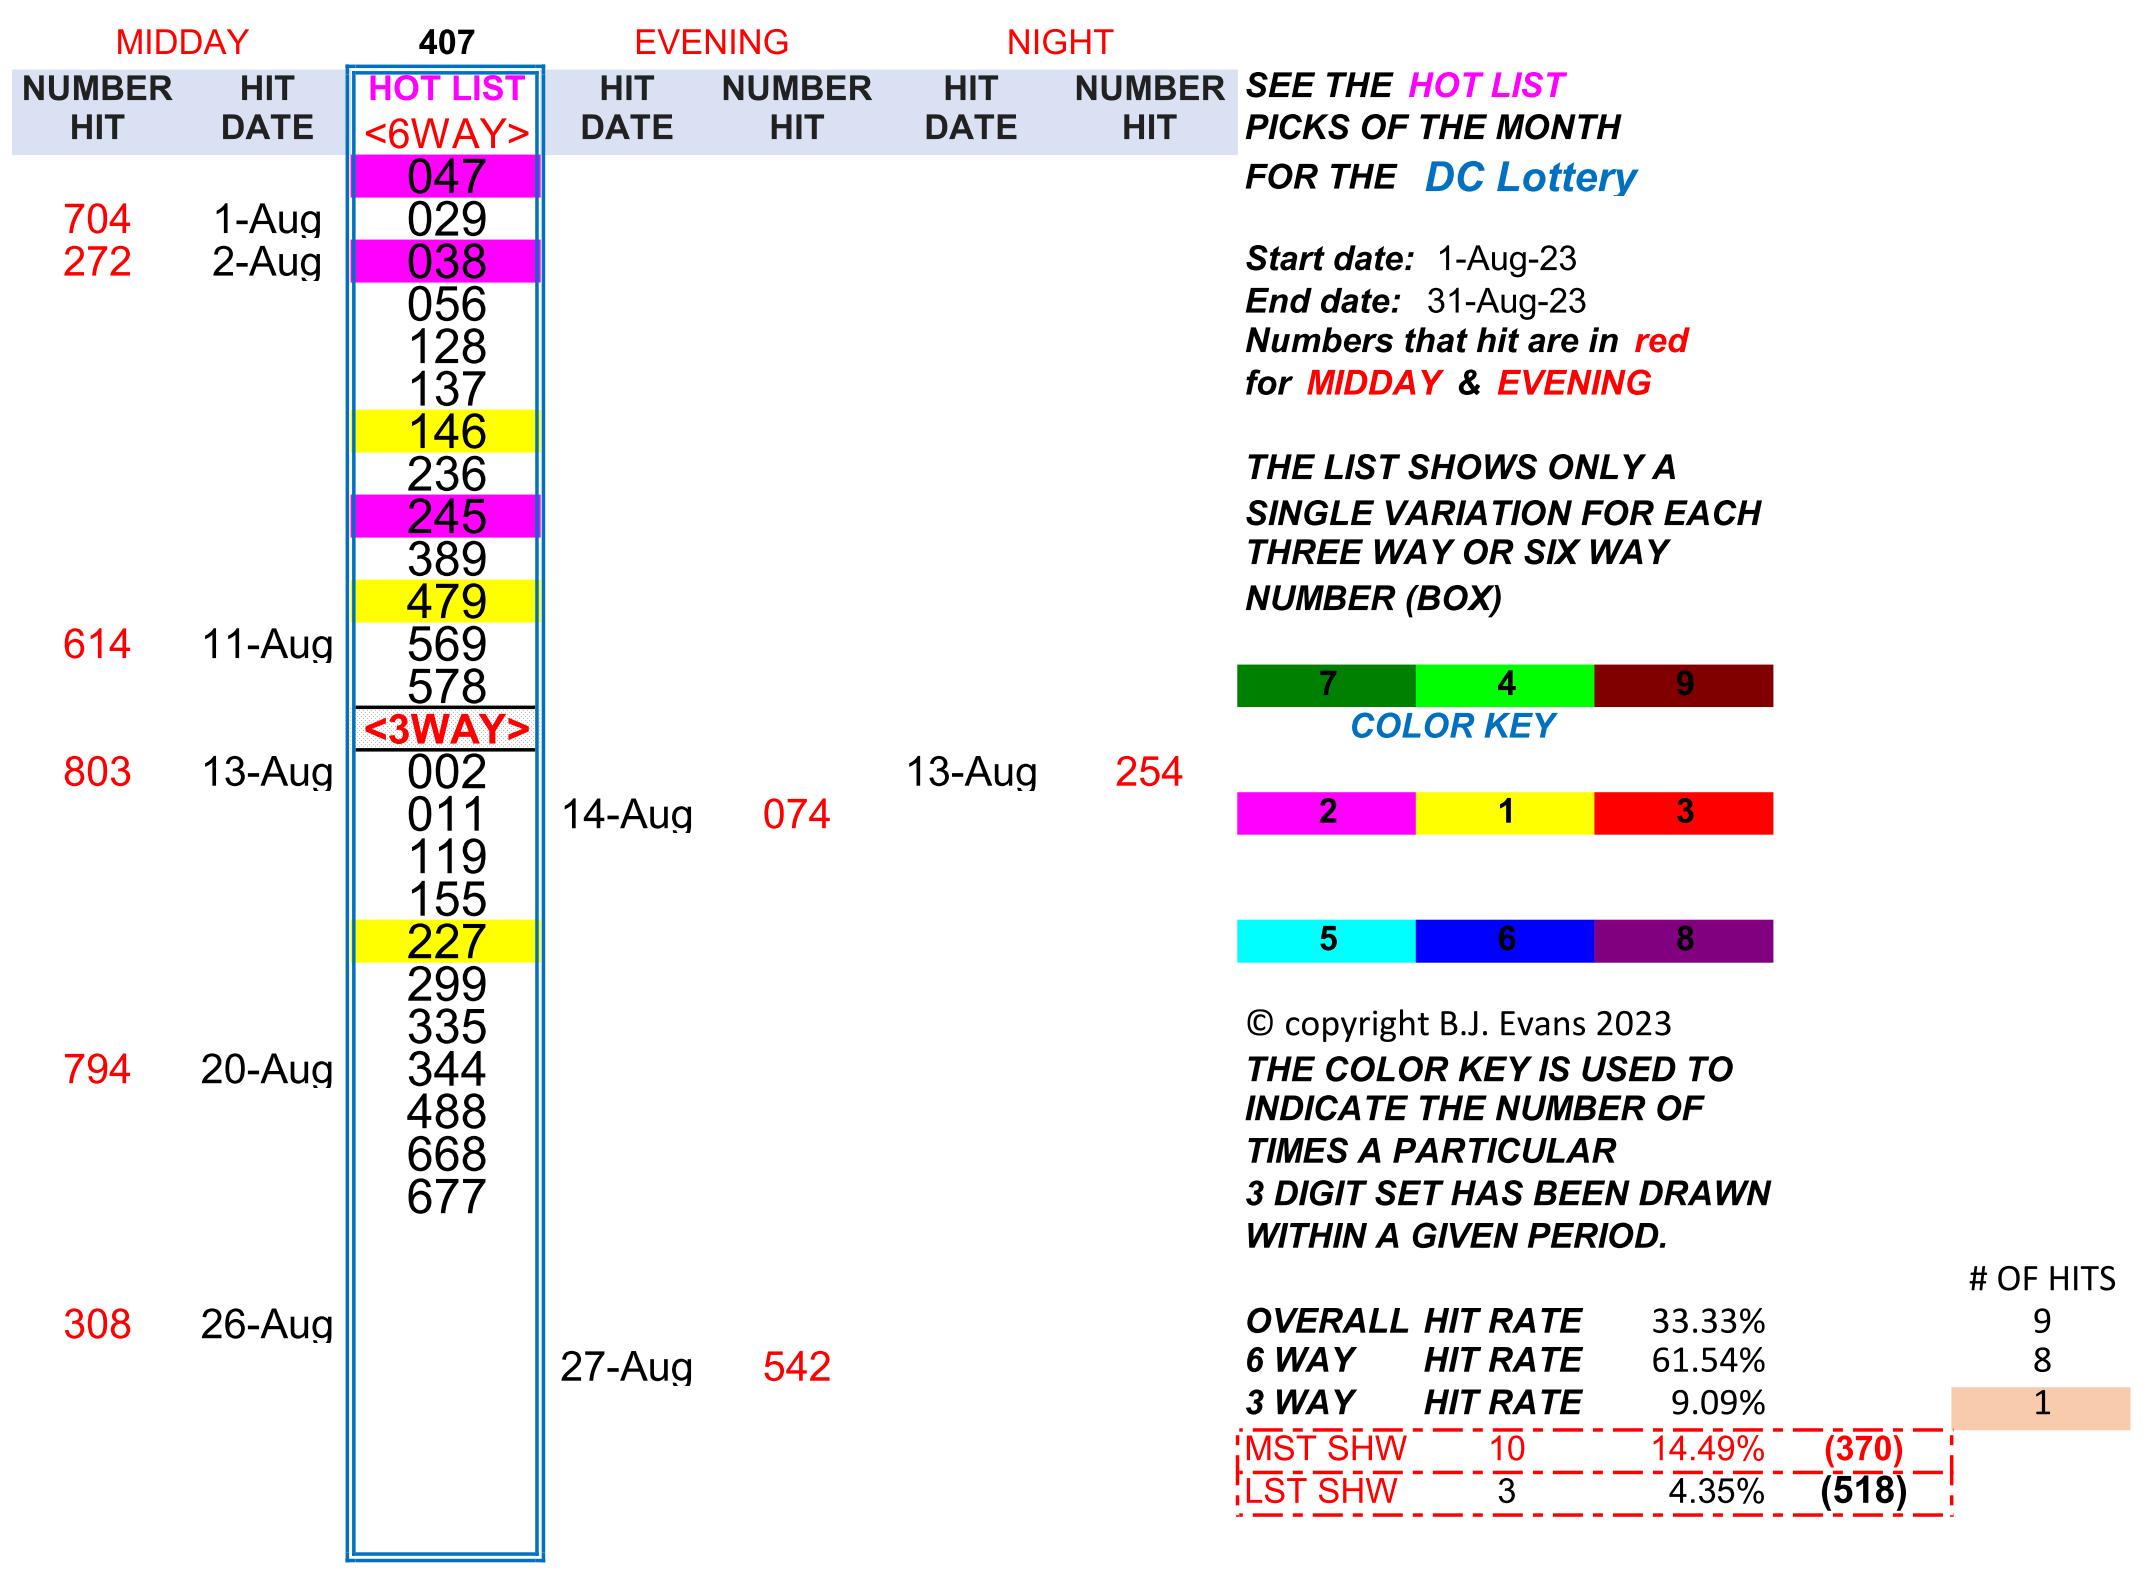 MIDDAY 407 EVENING NIGHT
NUMBER HIT HOT LIST HIT NUMBER HIT NUMBER SEE THE HOT LIST
HIT DATE <6WAY> DATE HIT DATE HIT PICKS OF THE MONTH
047 FOR THE DC Lottery
704 1-Aug 029
272 2-Aug 038 Start date: 1-Aug-23
056 End date: 31-Aug-23
128 Numbers that hit are in red
137 for MIDDAY & EVENING
146
236 THE LIST SHOWS ONLY A
245 SINGLE VARIATION FOR EACH
389 THREE WAY OR SIX WAY
479 NUMBER (BOX)
614 11-Aug 569
578 7 4 9
<3WAY> COLOR KEY
803 13-Aug 002 13-Aug 254
011 14-Aug 074 2 1 3
119
155
227 5 6 8
299
335 © copyright B.J. Evans 2023
794 20-Aug 344 THE COLOR KEY IS USED TO
488 INDICATE THE NUMBER OF
668 TIMES A PARTICULAR
677 3 DIGIT SET HAS BEEN DRAWN
WITHIN A GIVEN PERIOD.
# OF HITS
308 26-Aug OVERALL HIT RATE 33.33% 9
27-Aug 542 6 WAY HIT RATE 61.54% 8
3 WAY HIT RATE 9.09% 1
MST SHW 10 14.49% (370)
LST SHW 3 4.35% (518)